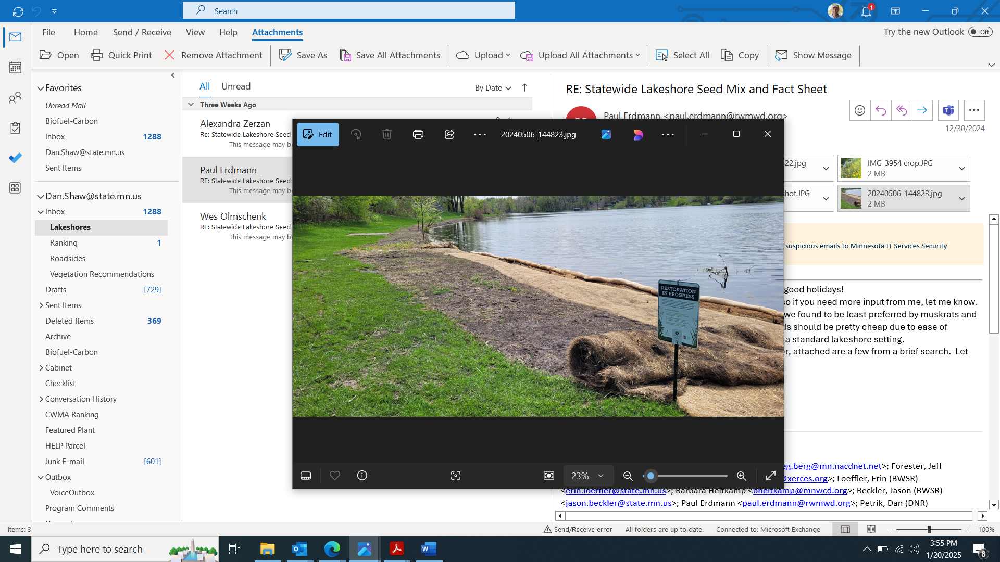 Search
1
File
Home
Send / Receive
View
Help
Attachments
Try the new Outlook
Off
Open
Quick Print
Remove Attachment
Save As
Save All Attachments
Upload
Upload All Attachments
Select All
Copy
Show Message
Favorites
Unread Mail
Biofuel-Carbon
Inbox 1288
Dan.Shaw@state.mn.us
Sent Items
Dan.Shaw@state.mn.us
Inbox 1288
Lakeshores
Ranking 1
Roadsides
Vegetation Recommendations
Drafts [729]
Sent Items
Deleted Items 369
Archive
Biofuel-Carbon
Cabinet
Checklist
Conversation History
CWMA Ranking
Featured Plant
HELP Parcel
Junk E-mail [601]
Outbox
VoiceOutbox
Program Comments
All Unread By Date
Three Weeks Ago
Alexandra Zerzan
Re: Statewide Lakeshore Seed
This message may be
Paul Erdmann
RE: Statewide Lakeshore Seed
This message may be
Wes Olmschenk
RE: Statewide Lakeshore Seed
This message may be
RE: Statewide Lakeshore Seed Mix and Fact Sheet
Paul Erdmann <paul.erdmann@rwmwd.org>
12/30/2024
22.jpg
IMG_3954 crop.JPG
2 MB
hot.JPG
20240506_144823.jpg
2 MB
suspicious emails to Minnesota IT Services Security
good holidays!
so if you need more input from me, let me know.
we found to be least preferred by muskrats and
ds should be pretty cheap due to ease of
a standard lakeshore setting.
r, attached are a few from a brief search. Let
eg.berg@mn.nacdnet.net>; Forester, Jeff
@xerces.org>; Loeffler, Erin (BWSR)
<erin.loeffler@state.mn.us>; Barbara Heitkamp <bheitkamp@mnwcd.org>; Beckler, Jason (BWSR)
<jason.beckler@state.mn.us>; Paul Erdmann <paul.erdmann@rwmwd.org>; Petrik, Dan (DNR)
Edit
20240506_144823.jpg
RESTORATION
IN PROGRESS
23%
Items: 3
Send/Receive error
All folders are up to date.
Connected to: Microsoft Exchange
100%
Type here to search
3:55 PM
1/20/2025
8